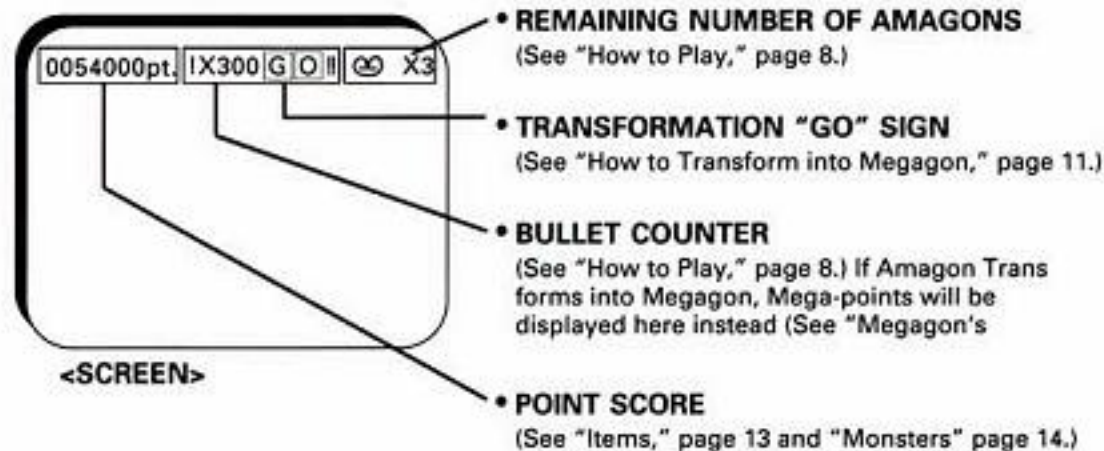 0054000pt. IX300 G O !! X3
• REMAINING NUMBER OF AMAGONS
(See "How to Play," page 8.)
• TRANSFORMATION "GO" SIGN
(See "How to Transform into Megagon," page 11.)
• BULLET COUNTER
(See "How to Play," page 8.) If Amagon Trans
forms into Megagon, Mega-points will be
displayed here instead (See "Megagon's
<SCREEN>
• POINT SCORE
(See "Items," page 13 and "Monsters" page 14.)